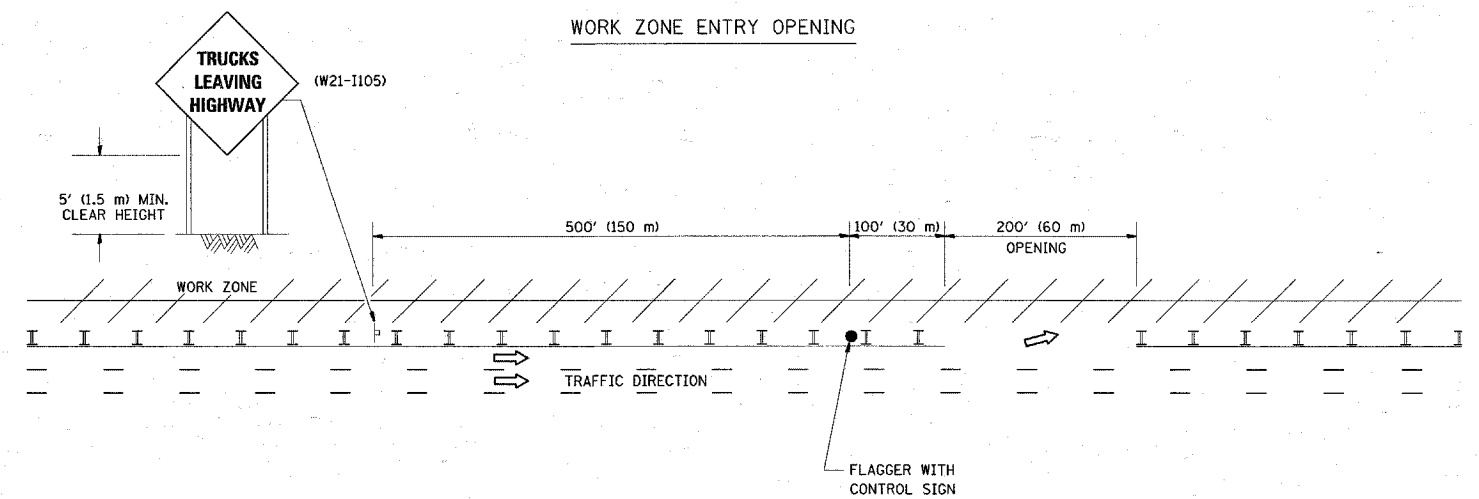 WORK ZONE ENTRY OPENING
TRUCKS
LEAVING
HIGHWAY
(W21-I105)
5' (1.5 m) MIN.
CLEAR HEIGHT
500' (150 m)
100' (30 m)
200' (60 m)
OPENING
WORK ZONE
TRAFFIC DIRECTION
FLAGGER WITH
CONTROL SIGN